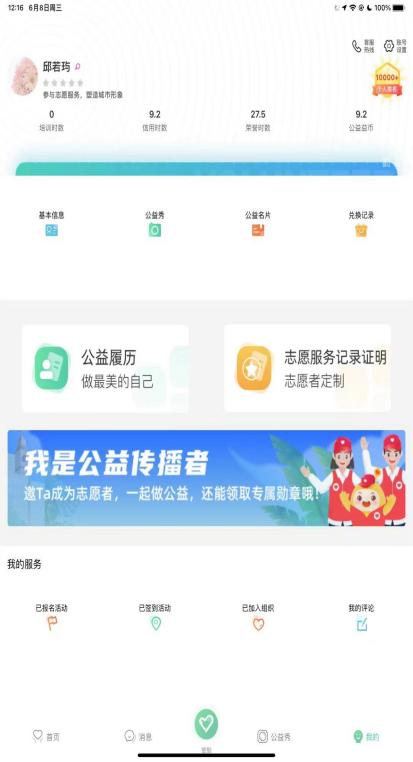 12:16 6月8日周三
100%
客服热线
账号设置
邱若玙
参与志愿服务，塑造城市形象
10000+
个人排名
0 9.2 27.5 9.2
培训时数 信用时数 荣誉时数 公益益币
基本信息 公益秀 公益名片 兑换记录
公益履历
做最美的自己
志愿服务记录证明
志愿者定制
我是公益传播者
邀Ta成为志愿者，一起做公益，还能领取专属勋章哦！
我的服务
已报名活动 已签到活动 已加入组织 我的评论
首页 消息 公益秀 我的